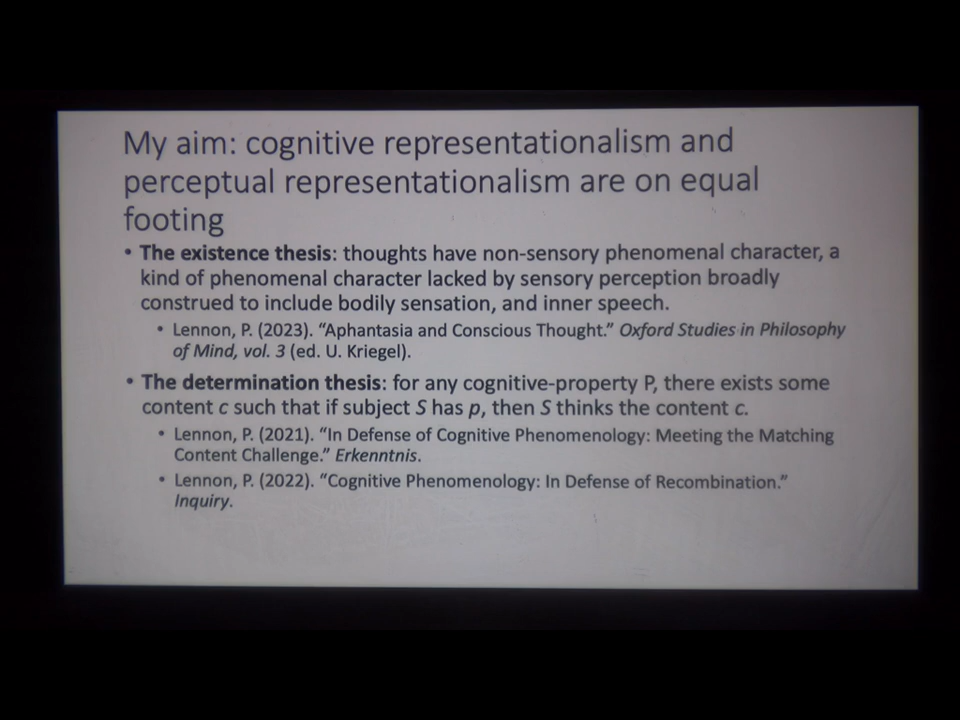 My aim: cognitive representationalism and
perceptual representationalism are on equal
footing
• The existence thesis: thoughts have non-sensory phenomenal character, a
kind of phenomenal character lacked by sensory perception broadly
construed to include bodily sensation, and inner speech.
• Lennon, P. (2023). “Aphantasia and Conscious Thought.” Oxford Studies in Philosophy
of Mind, vol. 3 (ed. U. Kriegel).
• The determination thesis: for any cognitive-property P, there exists some
content c such that if subject S has p, then S thinks the content c.
• Lennon, P. (2021). “In Defense of Cognitive Phenomenology: Meeting the Matching
Content Challenge.” Erkenntnis.
• Lennon, P. (2022). “Cognitive Phenomenology: In Defense of Recombination.”
Inquiry.